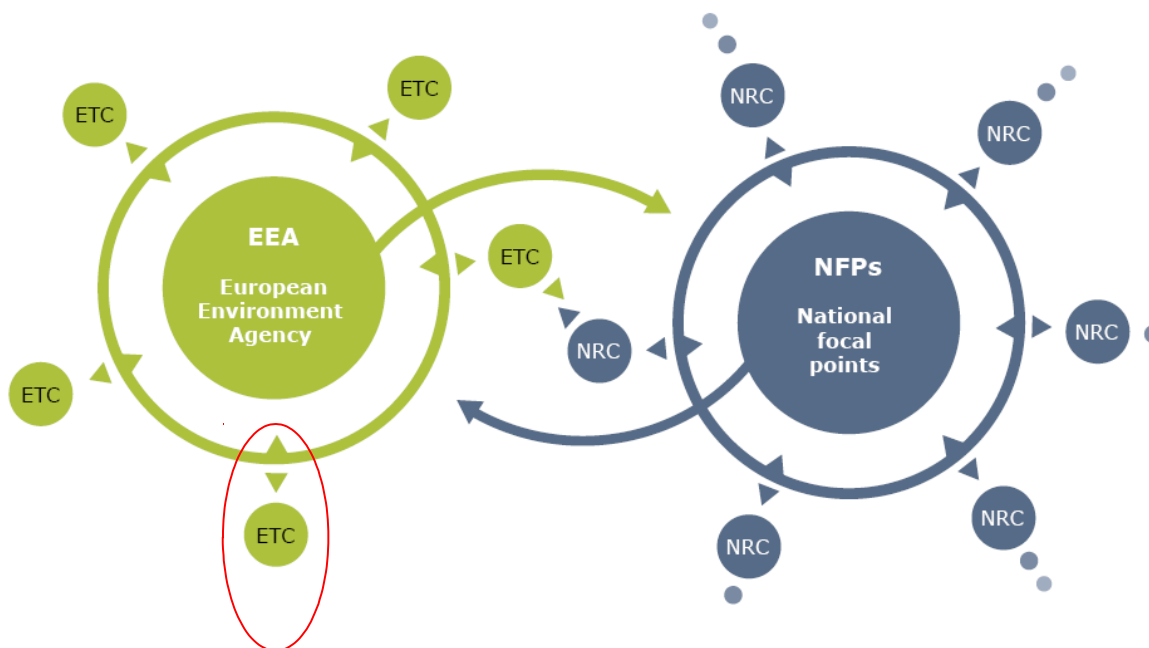 ETC
ETC
NRC
NRC
EEA
European
Environment
Agency
ETC
NFPs
National
focal
points
NRC
NRC
ETC
ETC
NRC
NRC